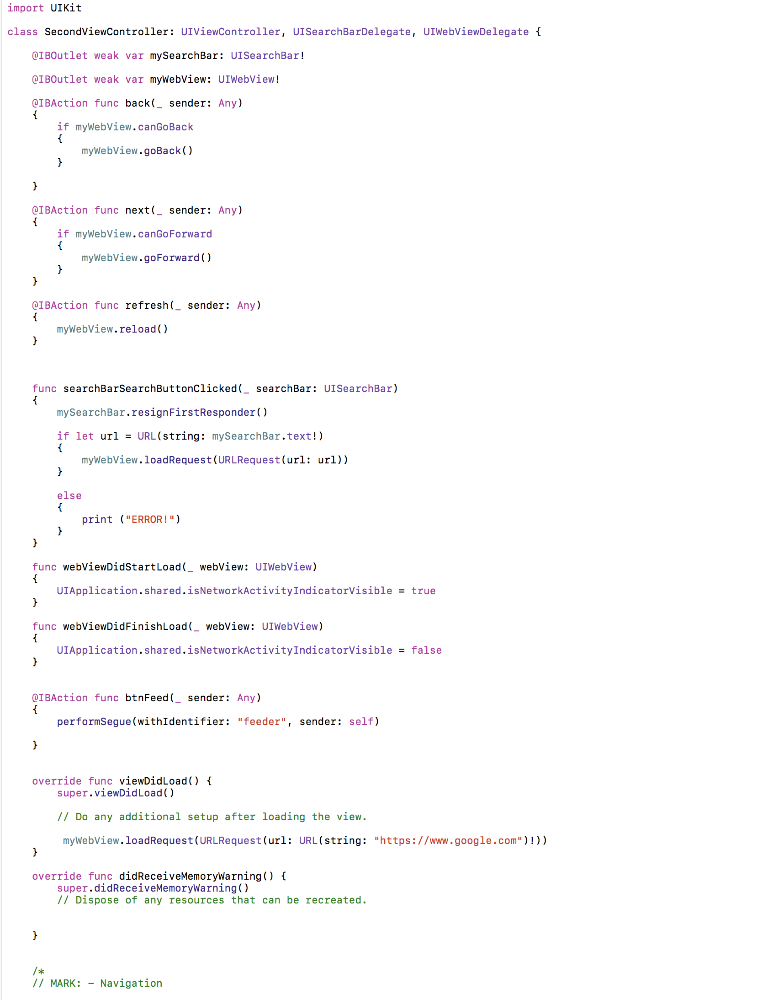 import UIKit
class SecondViewController: UIViewController, UISearchBarDelegate, UIWebViewDelegate {
@IBOutlet weak var mySearchBar: UISearchBar!
@IBOutlet weak var myWebView: UIWebView!
@IBAction func back(_ sender: Any)
{
if myWebView.canGoBack
{
myWebView.goBack()
}
}
@IBAction func next(_ sender: Any)
{
if myWebView.canGoForward
{
myWebView.goForward()
}
}
@IBAction func refresh(_ sender: Any)
{
myWebView.reload()
}
func searchBarSearchButtonClicked(_ searchBar: UISearchBar)
{
mySearchBar.resignFirstResponder()
if let url = URL(string: mySearchBar.text!)
{
myWebView.loadRequest(URLRequest(url: url))
}
else
{
print ("ERROR!")
}
}
func webViewDidStartLoad(_ webView: UIWebView)
{
UIApplication.shared.isNetworkActivityIndicatorVisible = true
}
func webViewDidFinishLoad(_ webView: UIWebView)
{
UIApplication.shared.isNetworkActivityIndicatorVisible = false
}
@IBAction func btnFeed(_ sender: Any)
{
performSegue(withIdentifier: "feeder", sender: self)
}
override func viewDidLoad() {
super.viewDidLoad()
// Do any additional setup after loading the view.
myWebView.loadRequest(URLRequest(url: URL(string: "https://www.google.com")!))
}
override func didReceiveMemoryWarning() {
super.didReceiveMemoryWarning()
// Dispose of any resources that can be recreated.
}
/*
// MARK: - Navigation